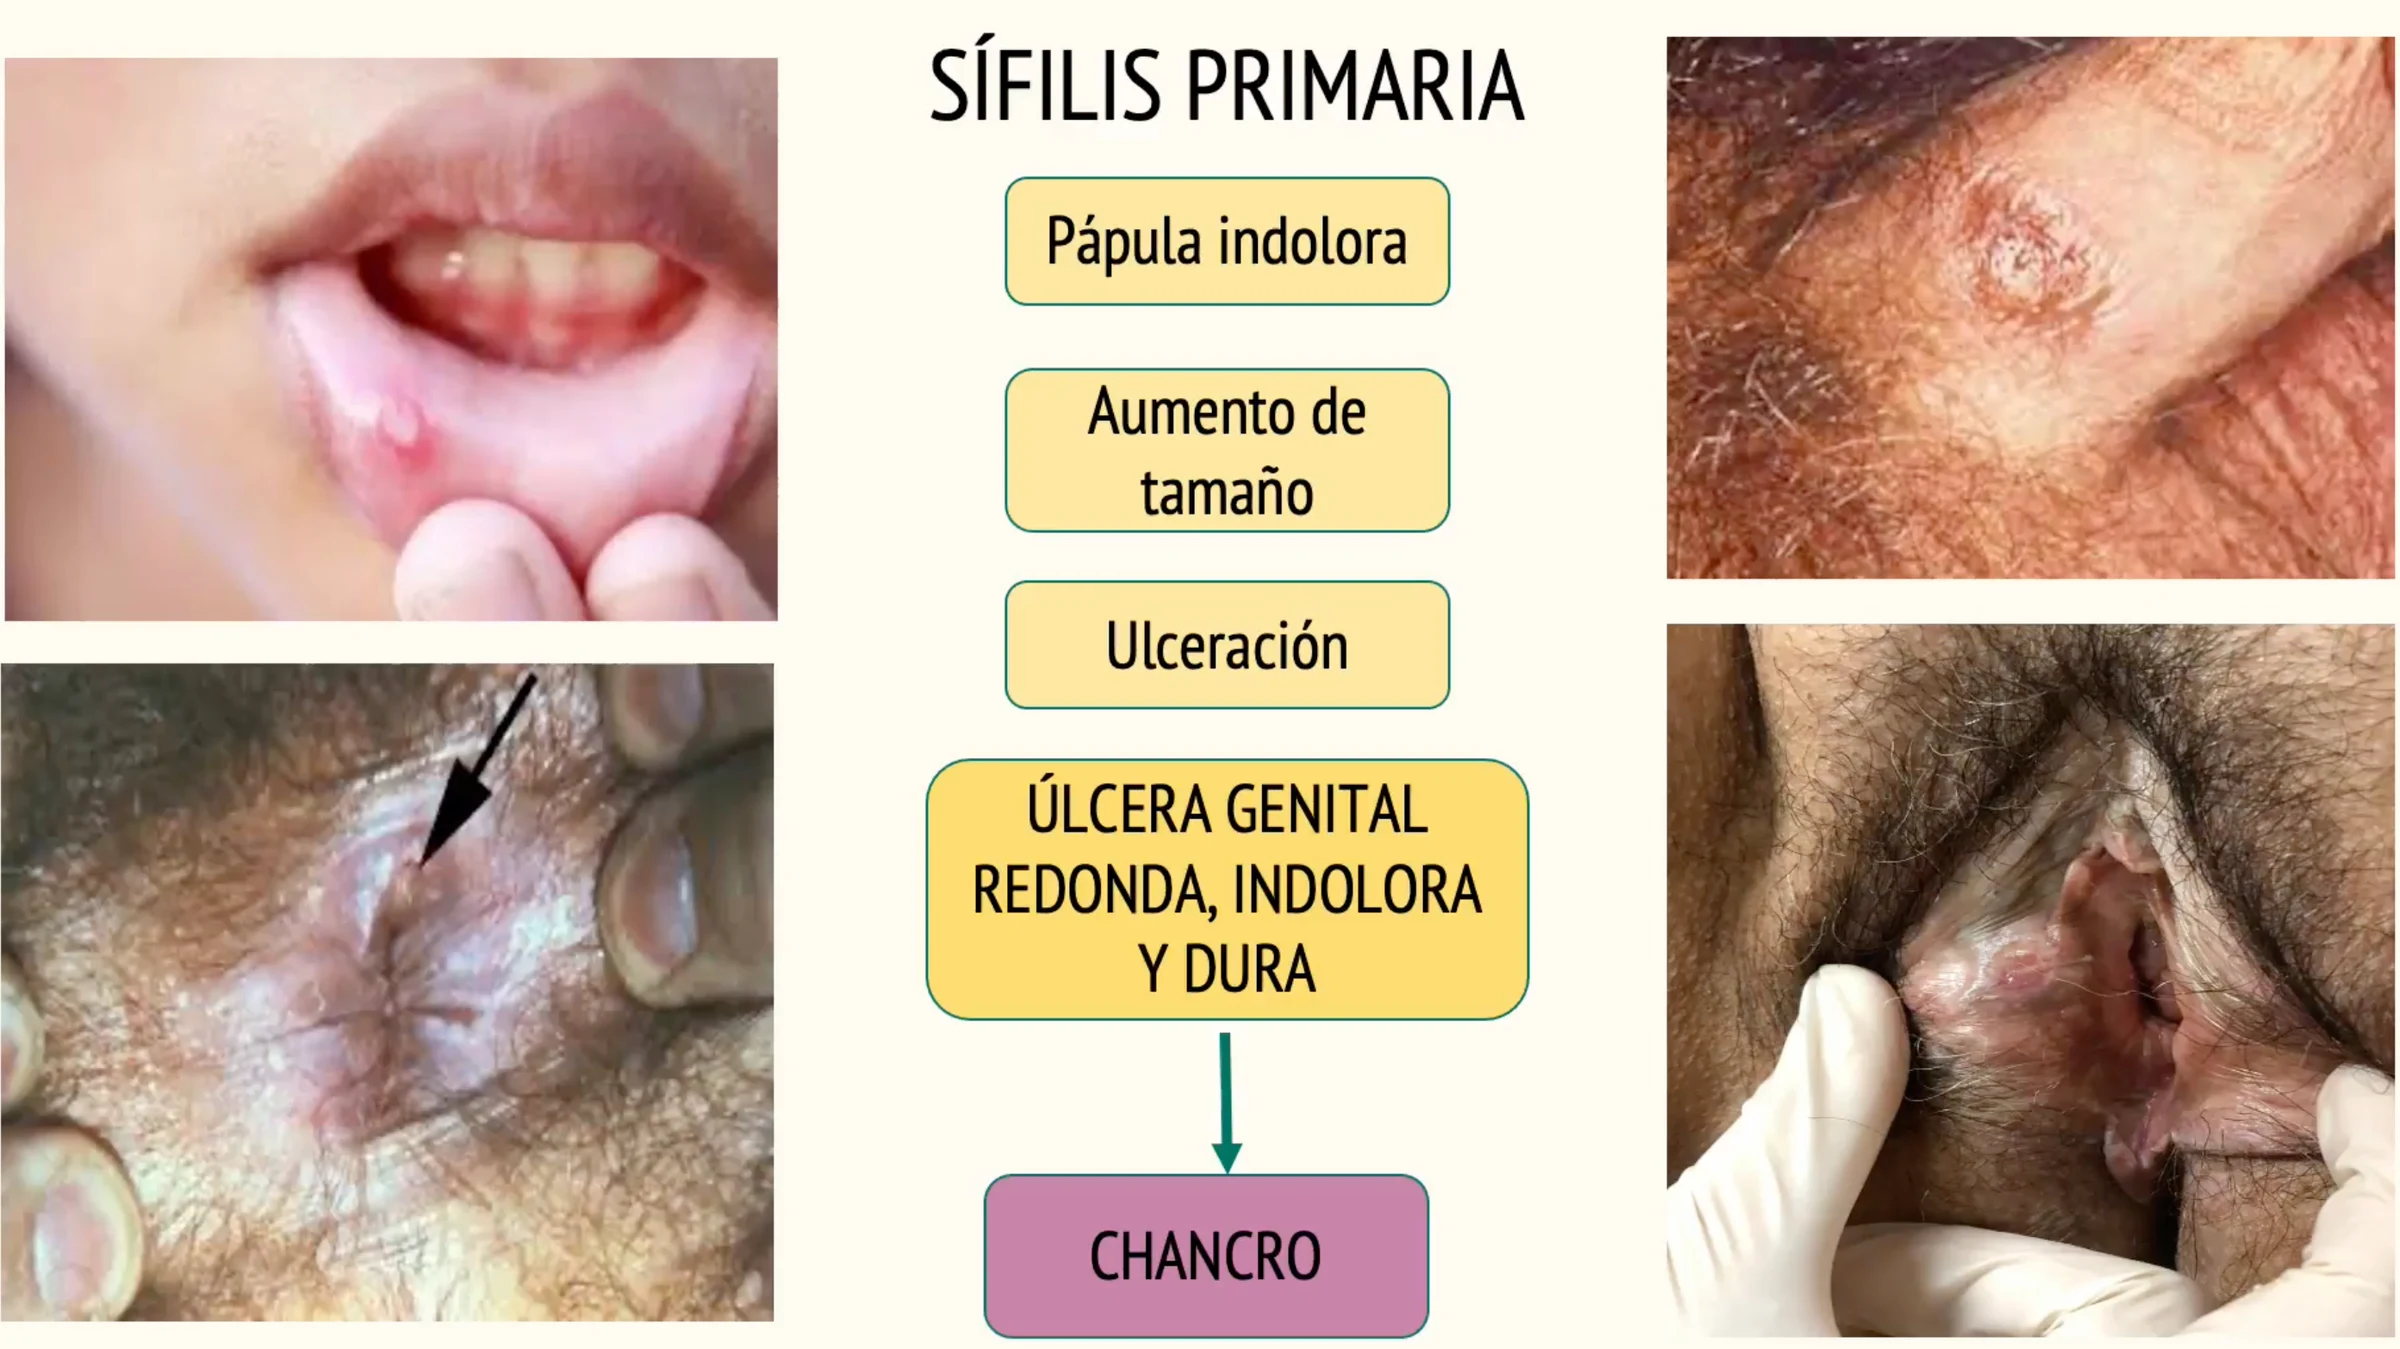 SÍFILIS PRIMARIA
Pápula indolora
Aumento de
tamaño
Ulceración
ÚLCERA GENITAL
REDONDA, INDOLORA
Y DURA
CHANCRO